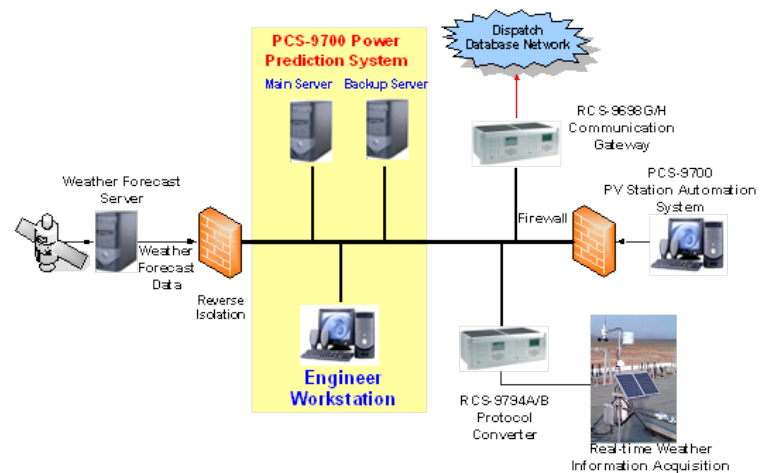 PCS-9700 Power
Prediction System
Main Server
Backup Server
Dispatch
Database Network
RCS-9698G/H
Communication
Gateway
PCS-9700
PV Station Automation
System
Weather Forecast
Server
Firewall
Weather
Forecast
Data
Reverse
Isolation
Engineer
Workstation
RCS-9794A/B
Protocol
Converter
Real-time Weather
Information Acquisition